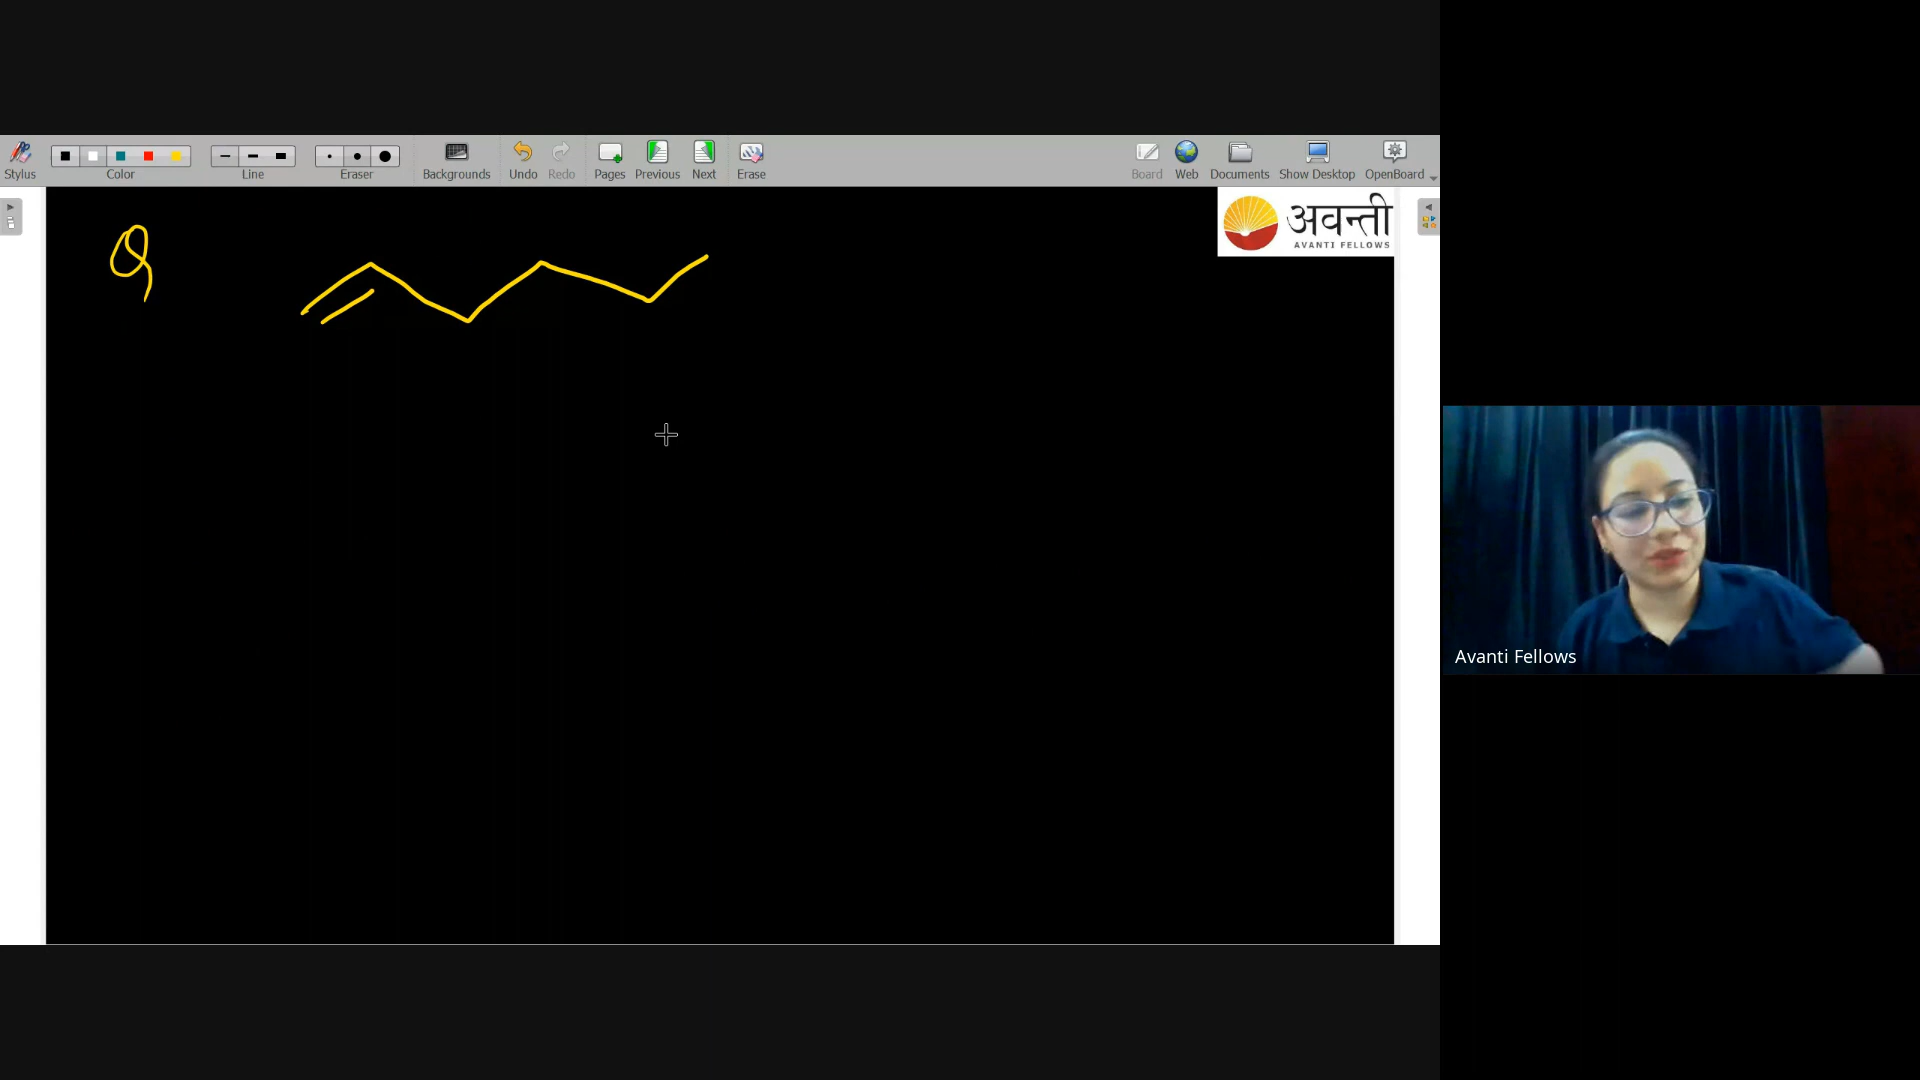 Stylus Color Line Eraser Backgrounds Undo Redo Pages Previous Next Erase Board Web Documents Show Desktop OpenBoard
Q
अवन्ती
AVANTI FELLOWS
Avanti Fellows